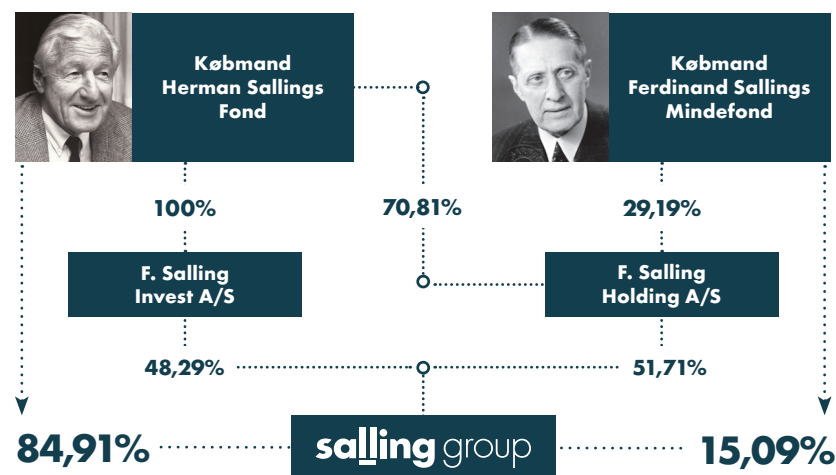 Købmand
Herman Sallings
Fond
Købmand
Ferdinand Sallings
Mindefond
100%
70,81%
29,19%
F. Salling
Invest A/S
F. Salling
Holding A/S
48,29%
51,71%
84,91%
salling group
15,09%